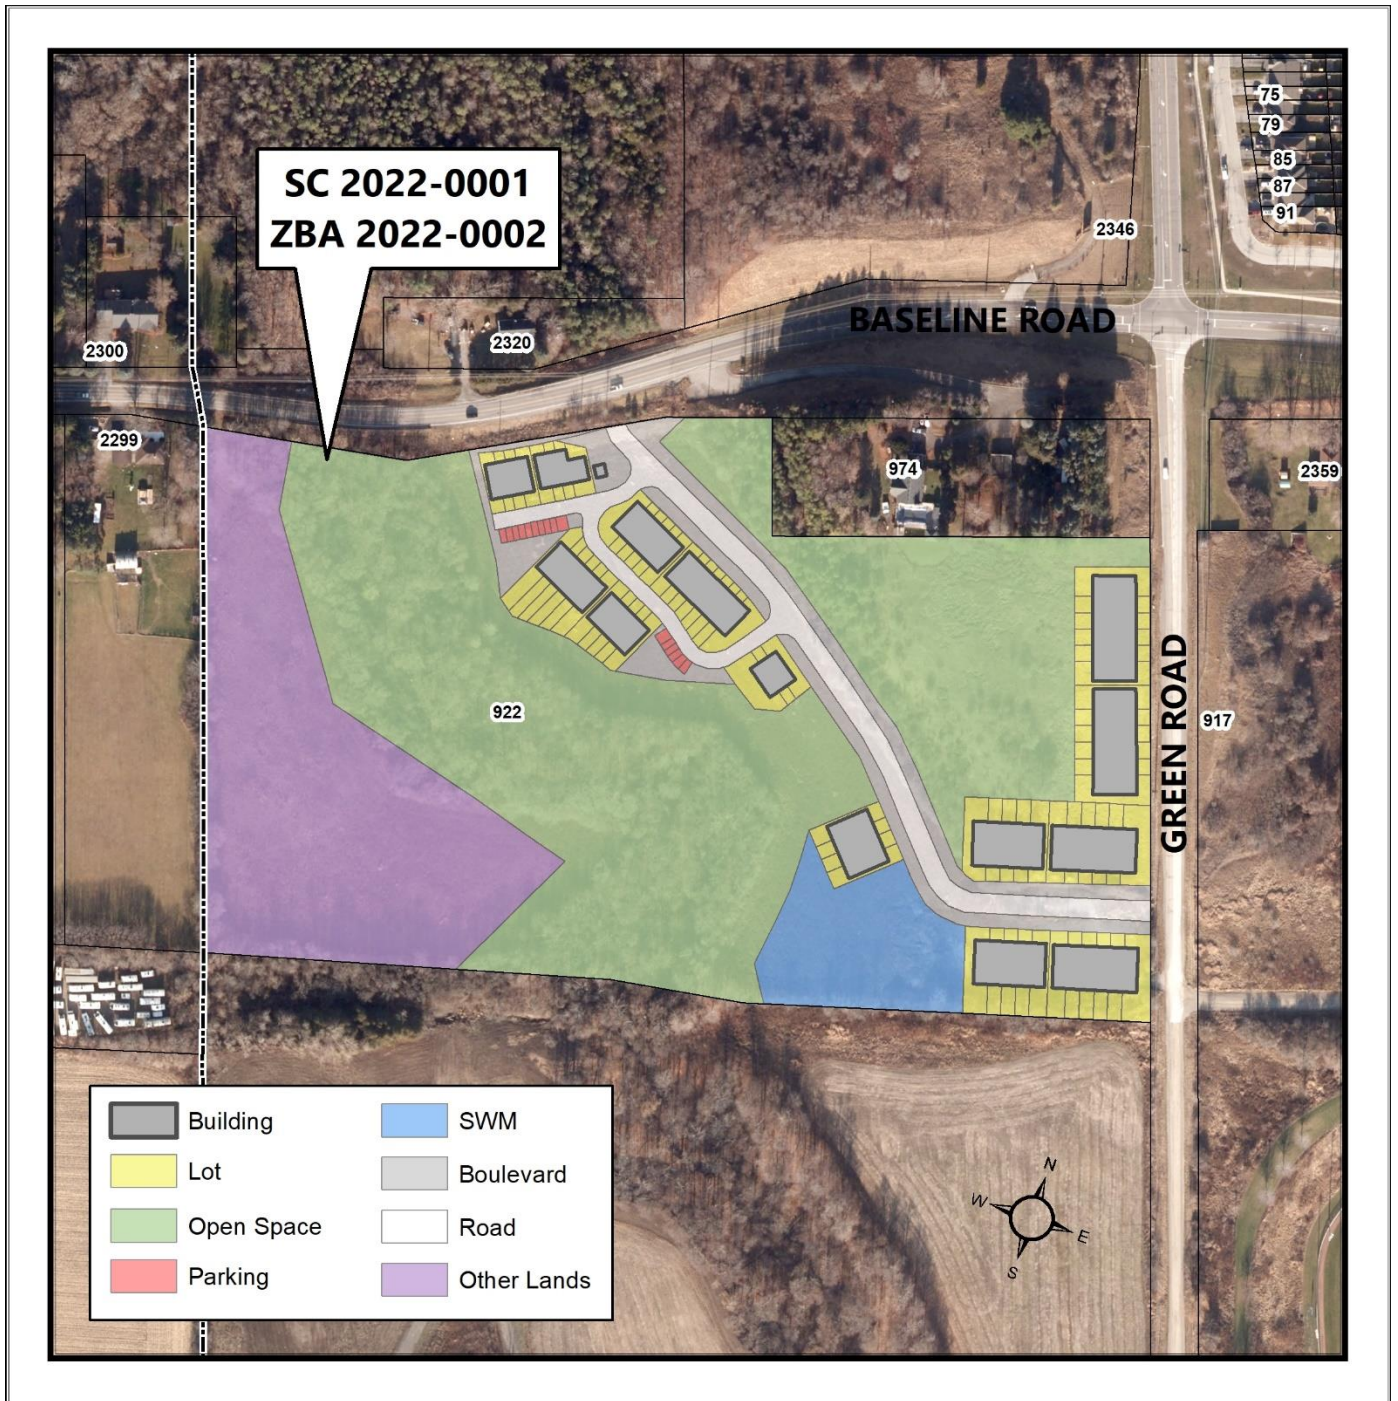 75
79
85
87
91
SC 2022-0001
ZBA 2022-0002
2346
BASELINE ROAD
2300
2320
2299
974
2359
922
917
GREEN ROAD
Building
Lot
Open Space
Parking
SWM
Boulevard
Road
Other Lands
N
W
E
S